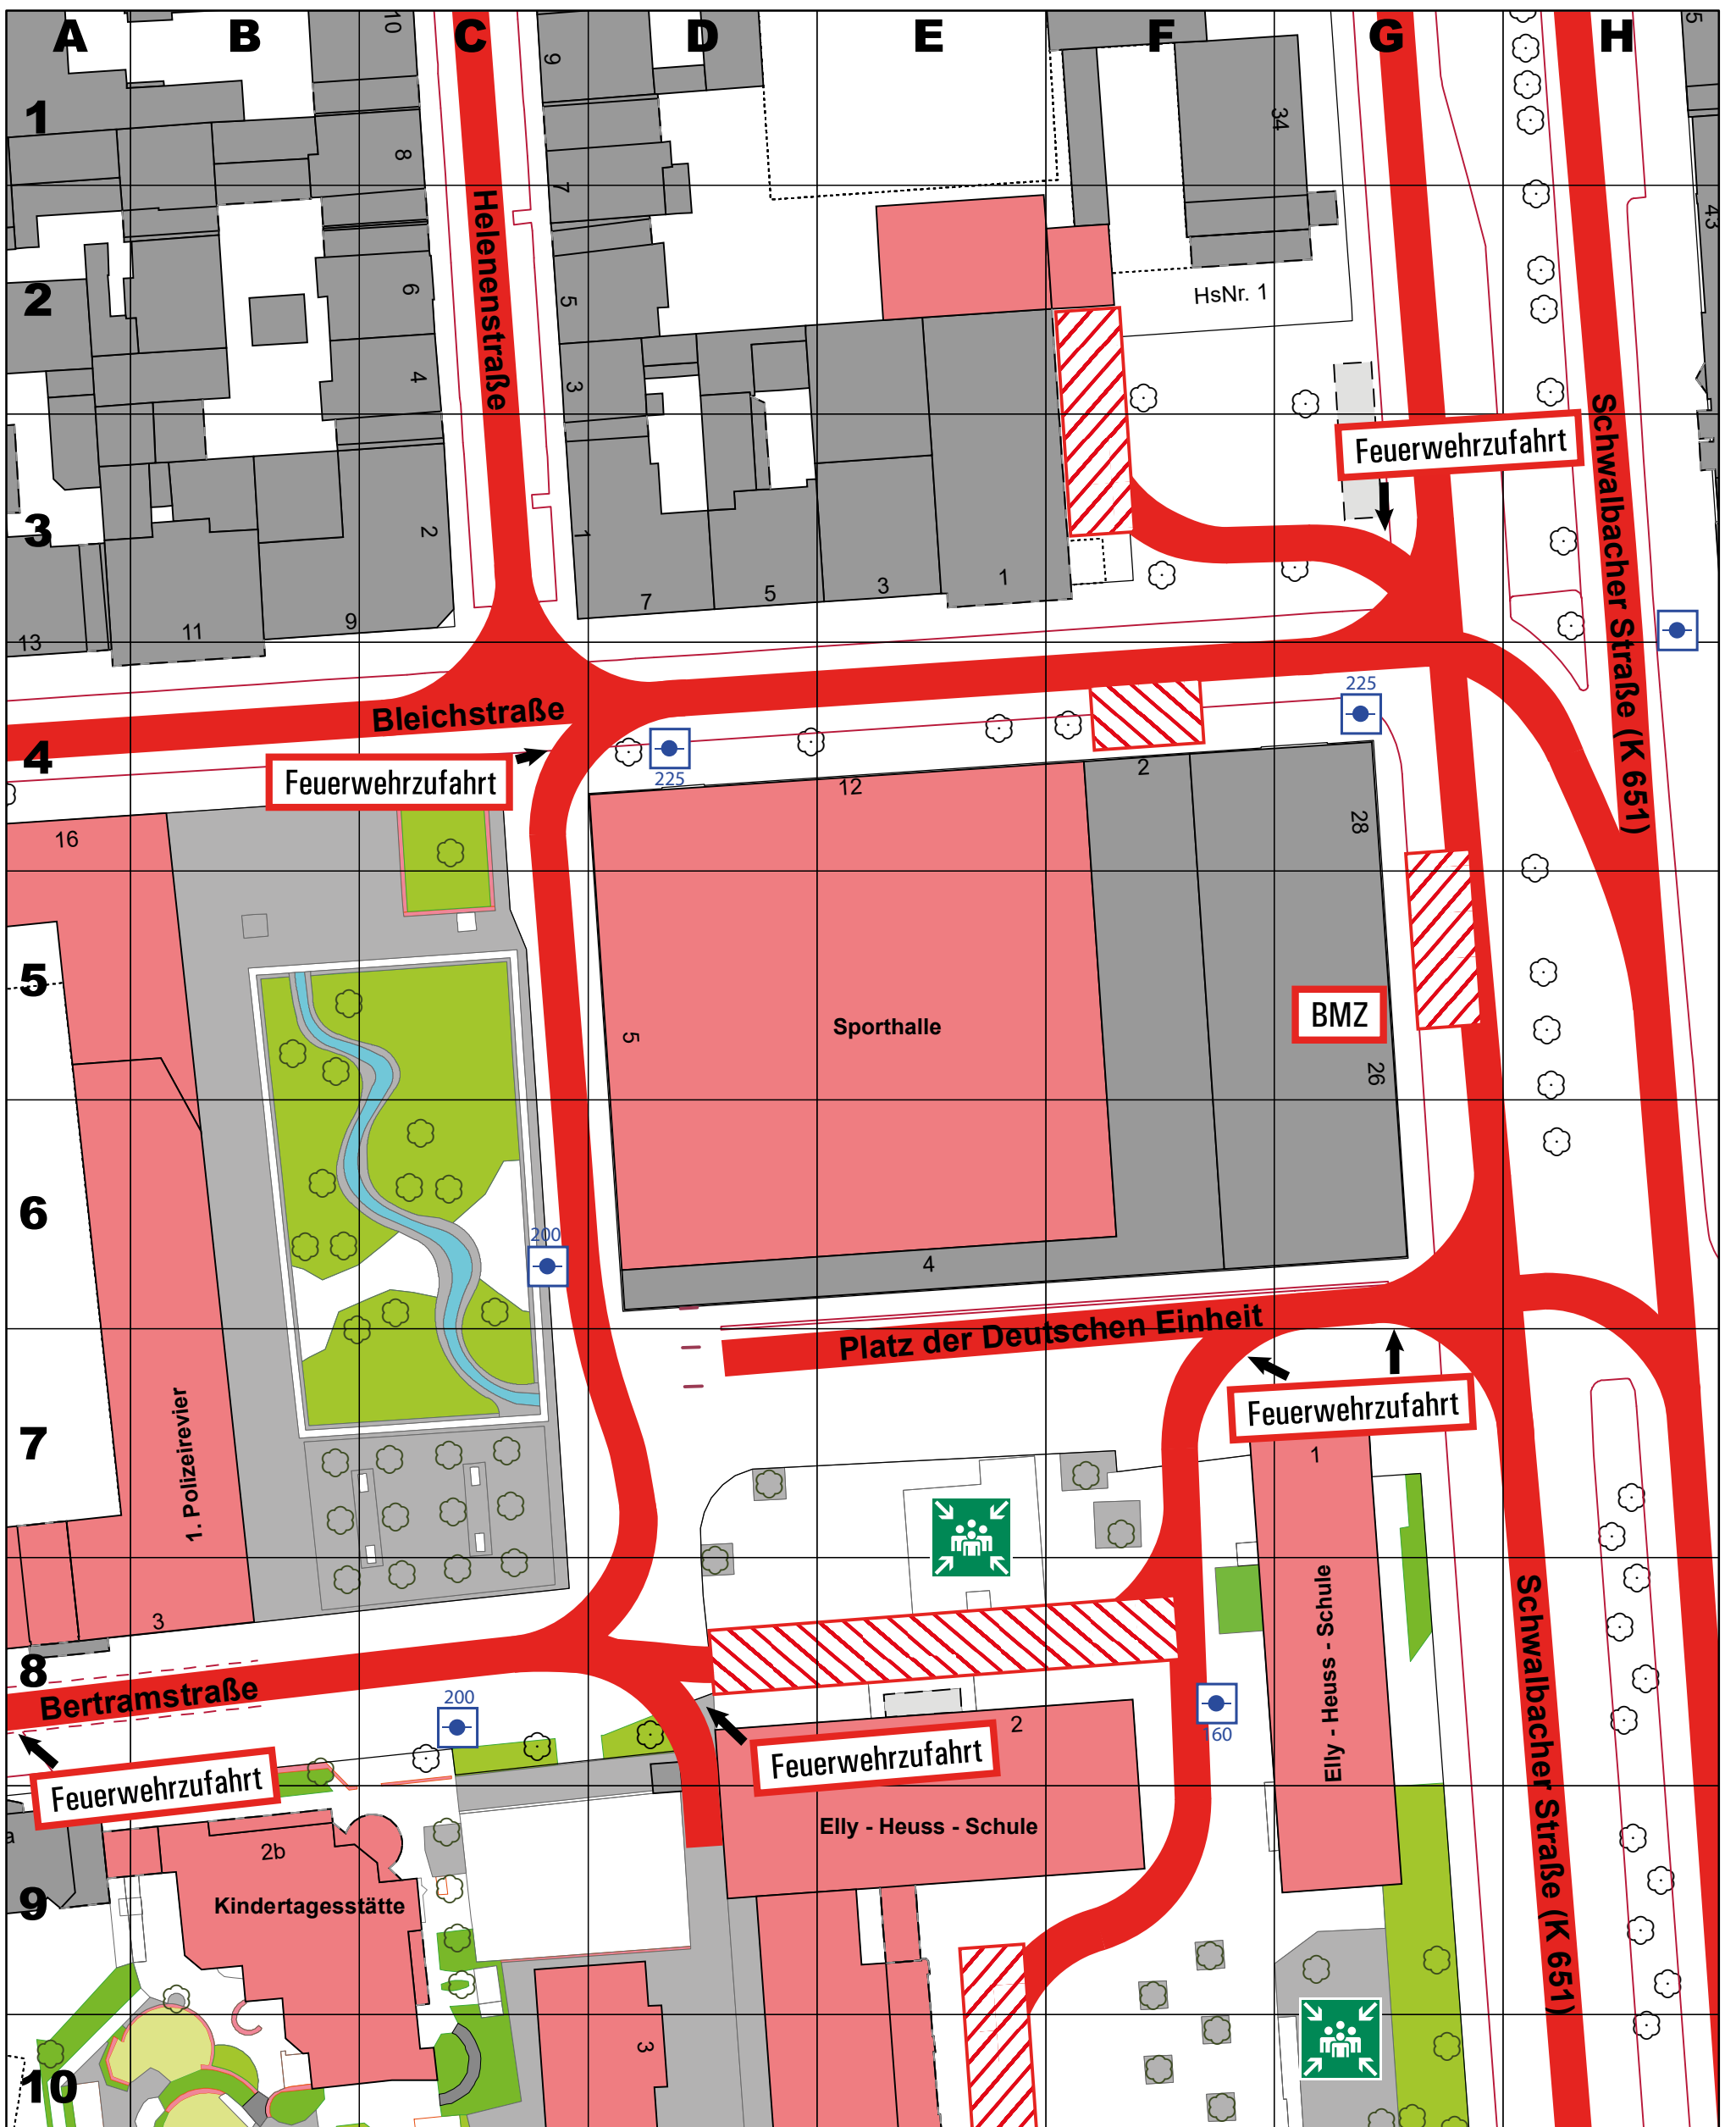 A B C D E F G H
10
9
5
1
8
34
7
43
Helenenstraße
2
6
5
HsNr. 1
4
3
Schwalbacher Straße (K 651)
Feuerwehrzufahrt
3
2
1
1
3
5
7
9
11
13
225
Bleichstraße
4
225
Feuerwehrzufahrt
12
2
28
16
5
BMZ
Sporthalle
5
26
6
200
4
Platz der Deutschen Einheit
Feuerwehrzufahrt
7
1. Polizeirevier
1
3
Elly - Heuss - Schule
Schwalbacher Straße (K 651)
8
Bertramstraße
200
2
160
Feuerwehrzufahrt
Feuerwehrzufahrt
a
Elly - Heuss - Schule
2b
Kindertagesstätte
9
3
10